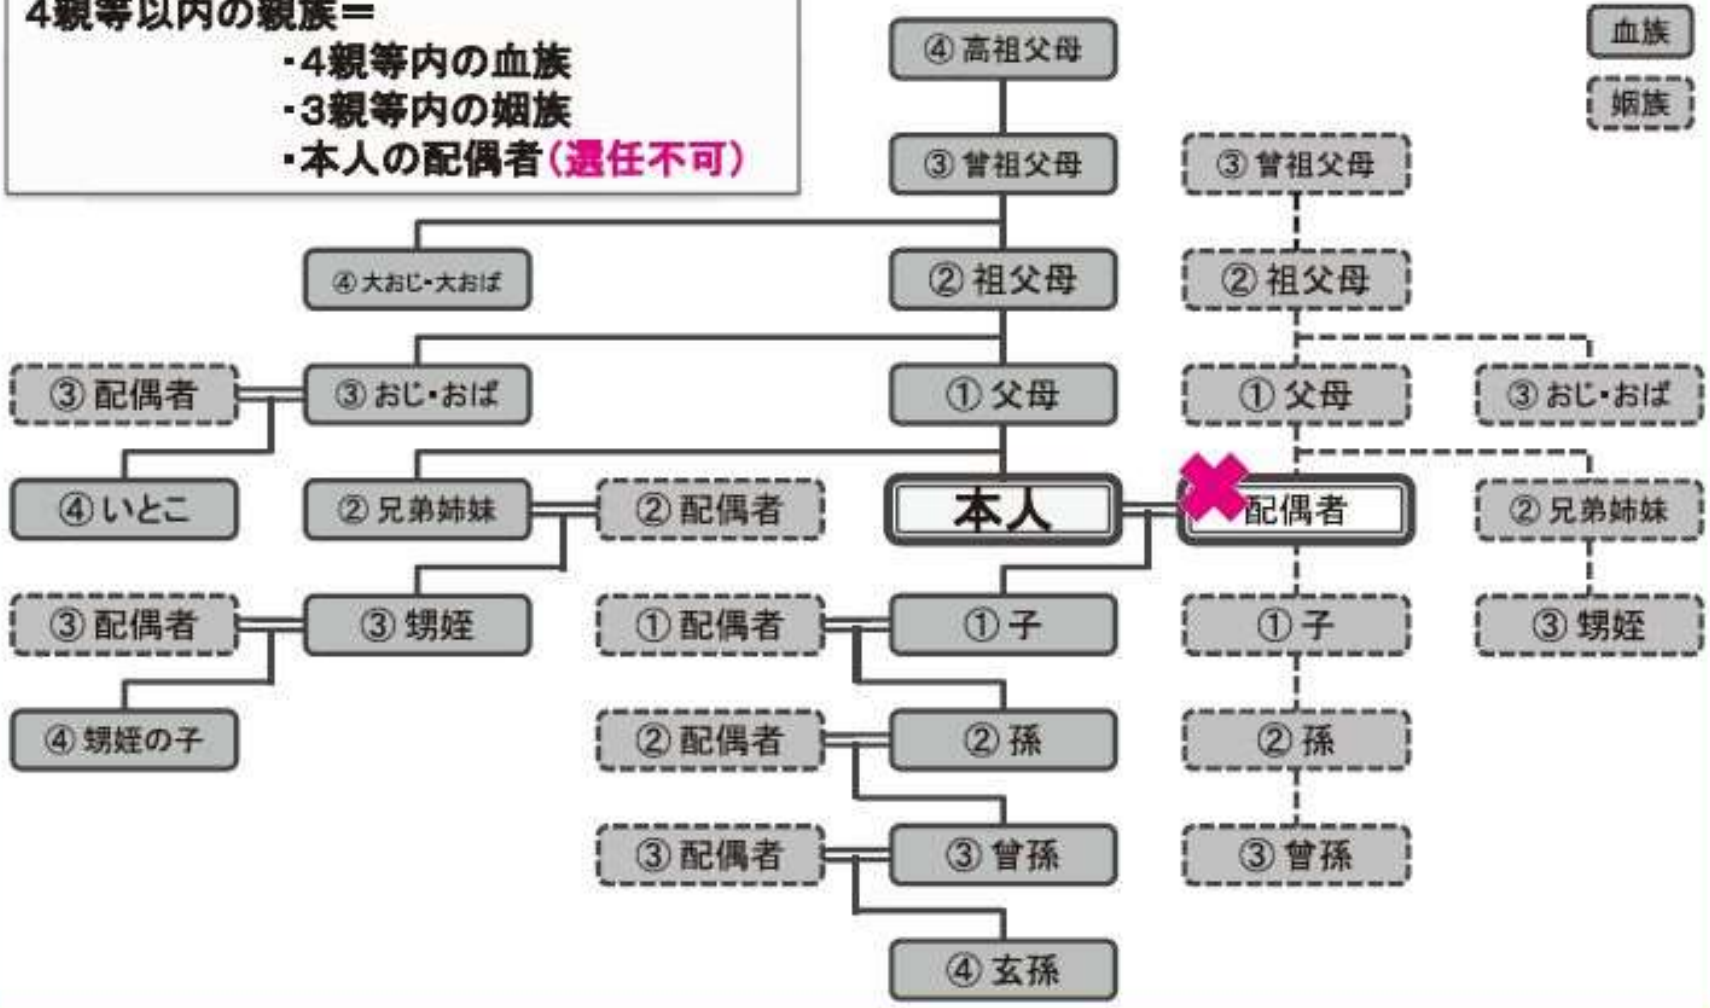 4親等以内の親族＝
・4親等内の血族
・3親等内の姻族
・本人の配偶者（選任不可）
血族
姻族
④高祖父母
③曾祖父母
③曾祖父母
④大おじ・大おば
②祖父母
②祖父母
③配偶者
③おじ・おば
①父母
①父母
③おじ・おば
④いとこ
②兄弟姉妹
②配偶者
本人
配偶者
②兄弟姉妹
③配偶者
③甥姪
①配偶者
①子
①子
③甥姪
④甥姪の子
②配偶者
②孫
②孫
③配偶者
③曾孫
③曾孫
④玄孫